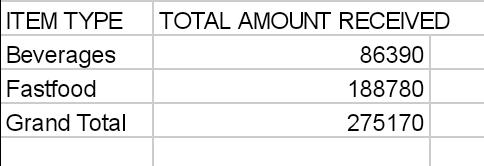 ITEM TYPE TOTAL AMOUNT RECEIVED
Beverages 86390
Fastfood 188780
Grand Total 275170